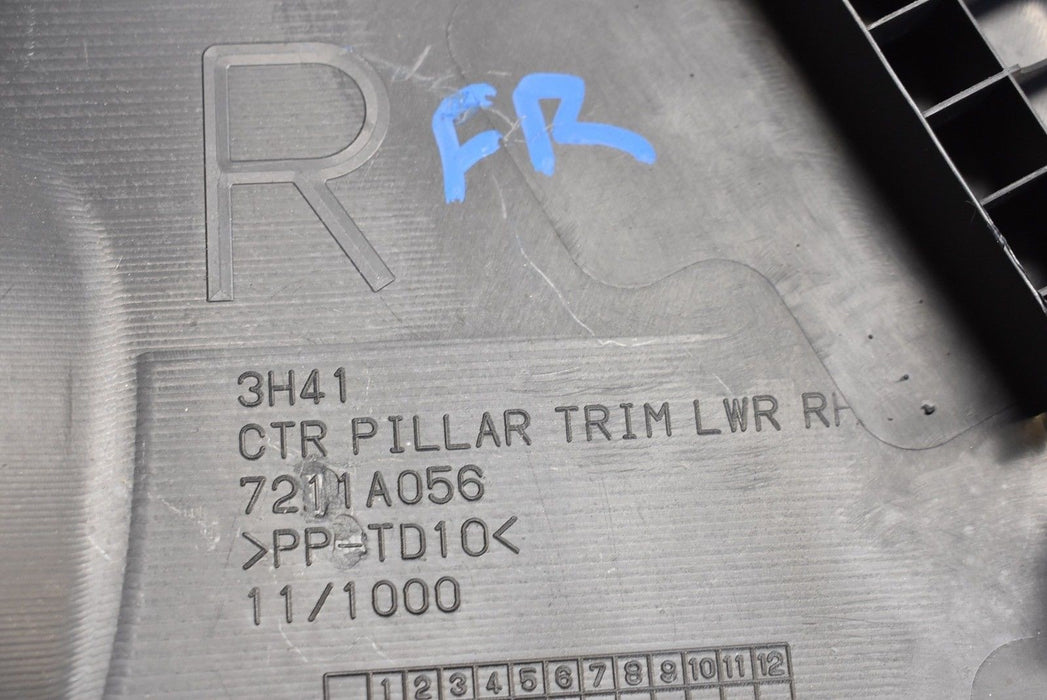 R
FR
3H41
CTR PILLAR TRIM LWR RH
7211A056
>PP-TD10<
11/1000
1 2 3 4 5 6 7 8 9 10 11 12